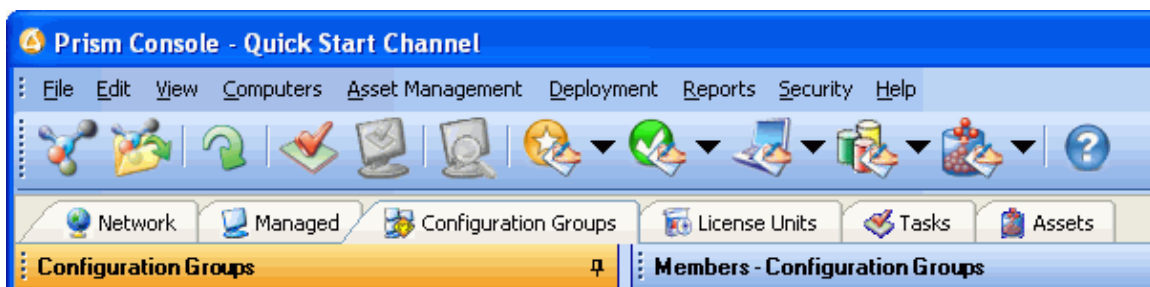 Prism Console - Quick Start Channel
File Edit View Computers Asset Management Deployment Reports Security Help
?
Network Managed Configuration Groups License Units Tasks Assets
Configuration Groups Members - Configuration Groups